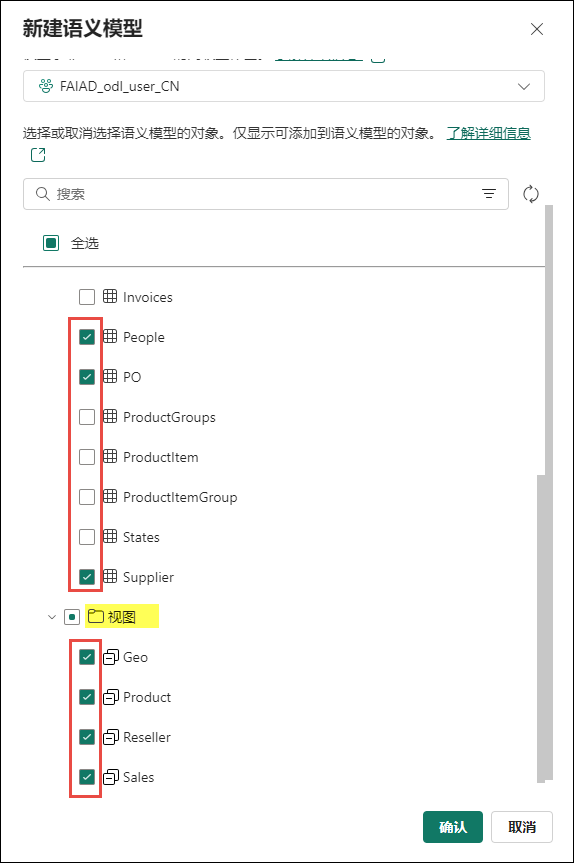 新建语义模型
FAIAD_odl_user_CN
选择或取消选择语义模型的对象。仅显示可添加到语义模型的对象。 了解详细信息
搜索
全选
Invoices
People
PO
ProductGroups
ProductItem
ProductItemGroup
States
Supplier
视图
Geo
Product
Reseller
Sales
确认 取消